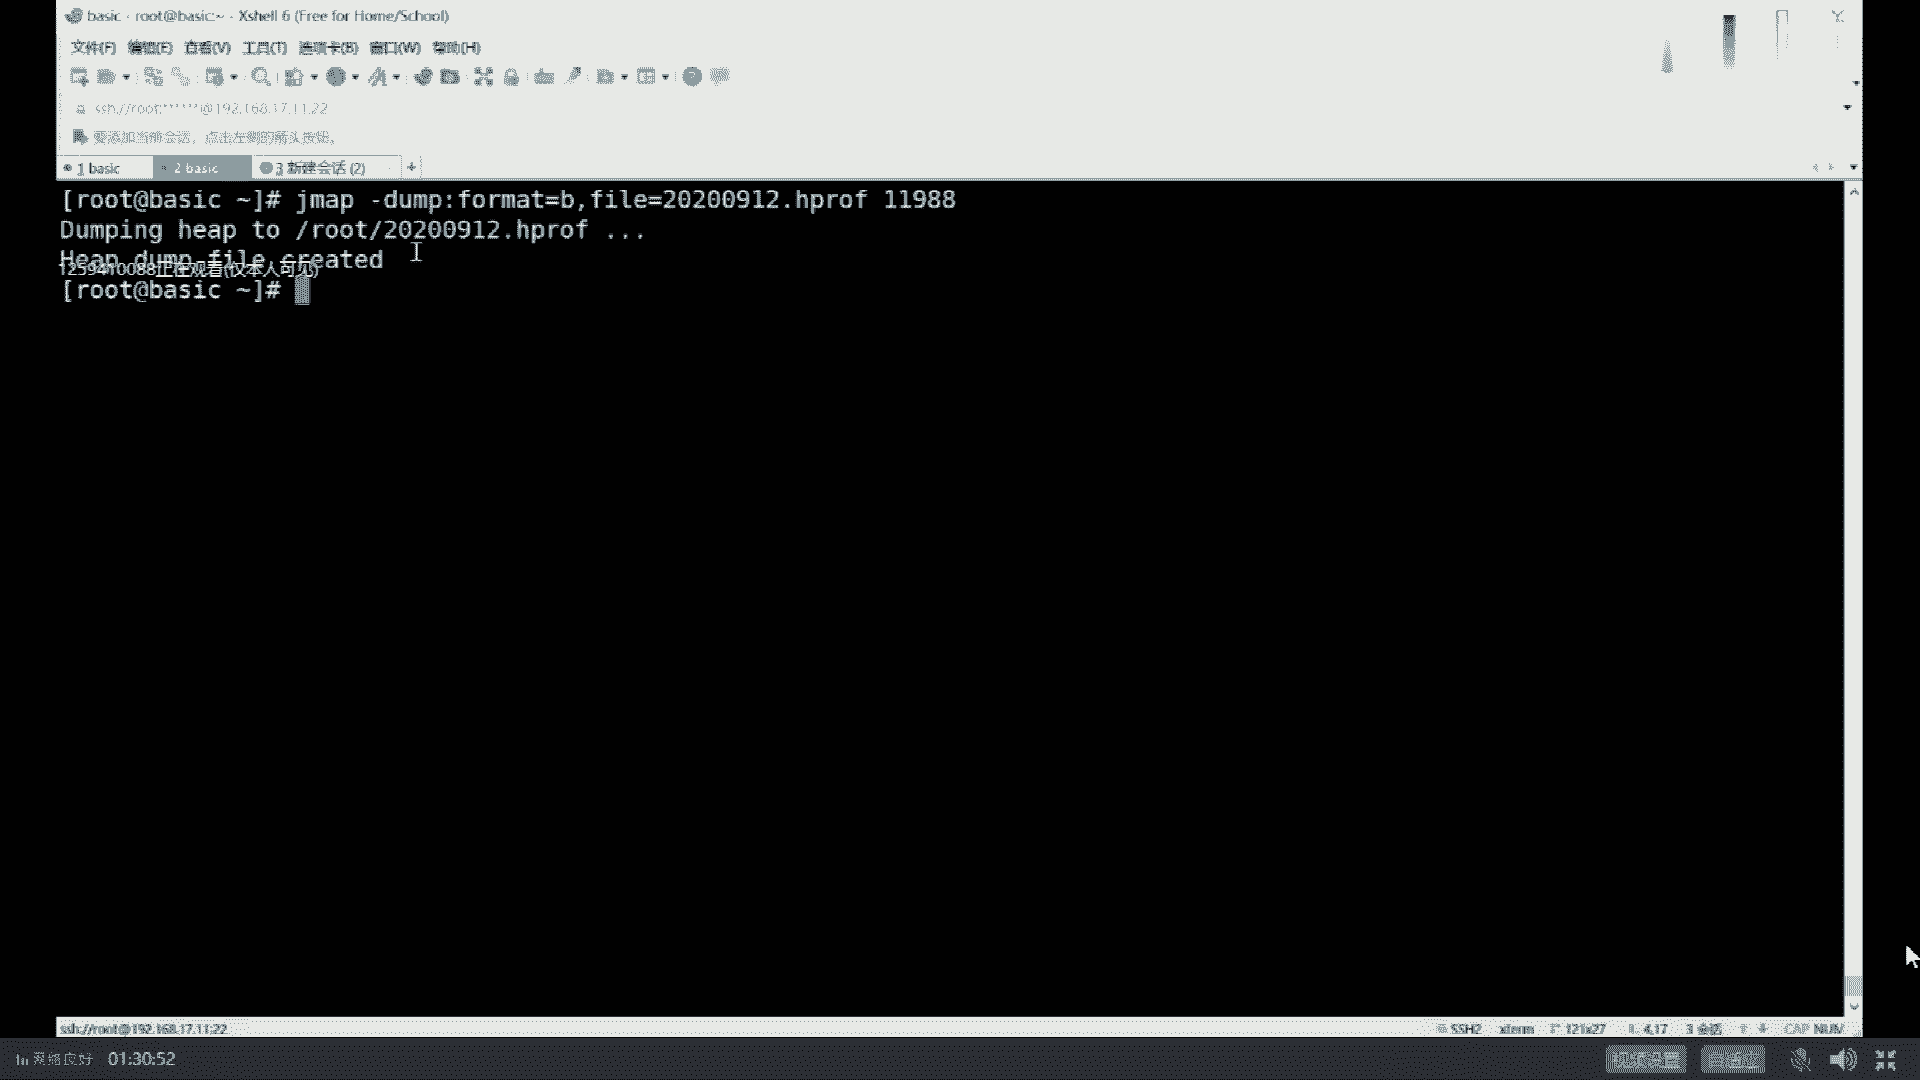 basic - root@basic:~ - Xshell 6 (Free for Home/School)
文件(F) 编辑(E) 查看(V) 工具(T) 选项卡(B) 窗口(W) 帮助(H)
ssh://root:******@192.168.17.11:22
要添加当前会话，点击左侧的箭头按钮。
1 basic 2 basic 3 新建会话 (2) +
[root@basic ~]# jmap -dump:format=b,file=20200912.hprof 11988
Dumping heap to /root/20200912.hprof ...
Heap dump file created
1259410088正在观看(仅本人可见)
[root@basic ~]#
ssh://root@192.168.17.11:22 SSH2 xterm 121x27 4,17 3 会话 CAP NUM
网络良好 01:30:52